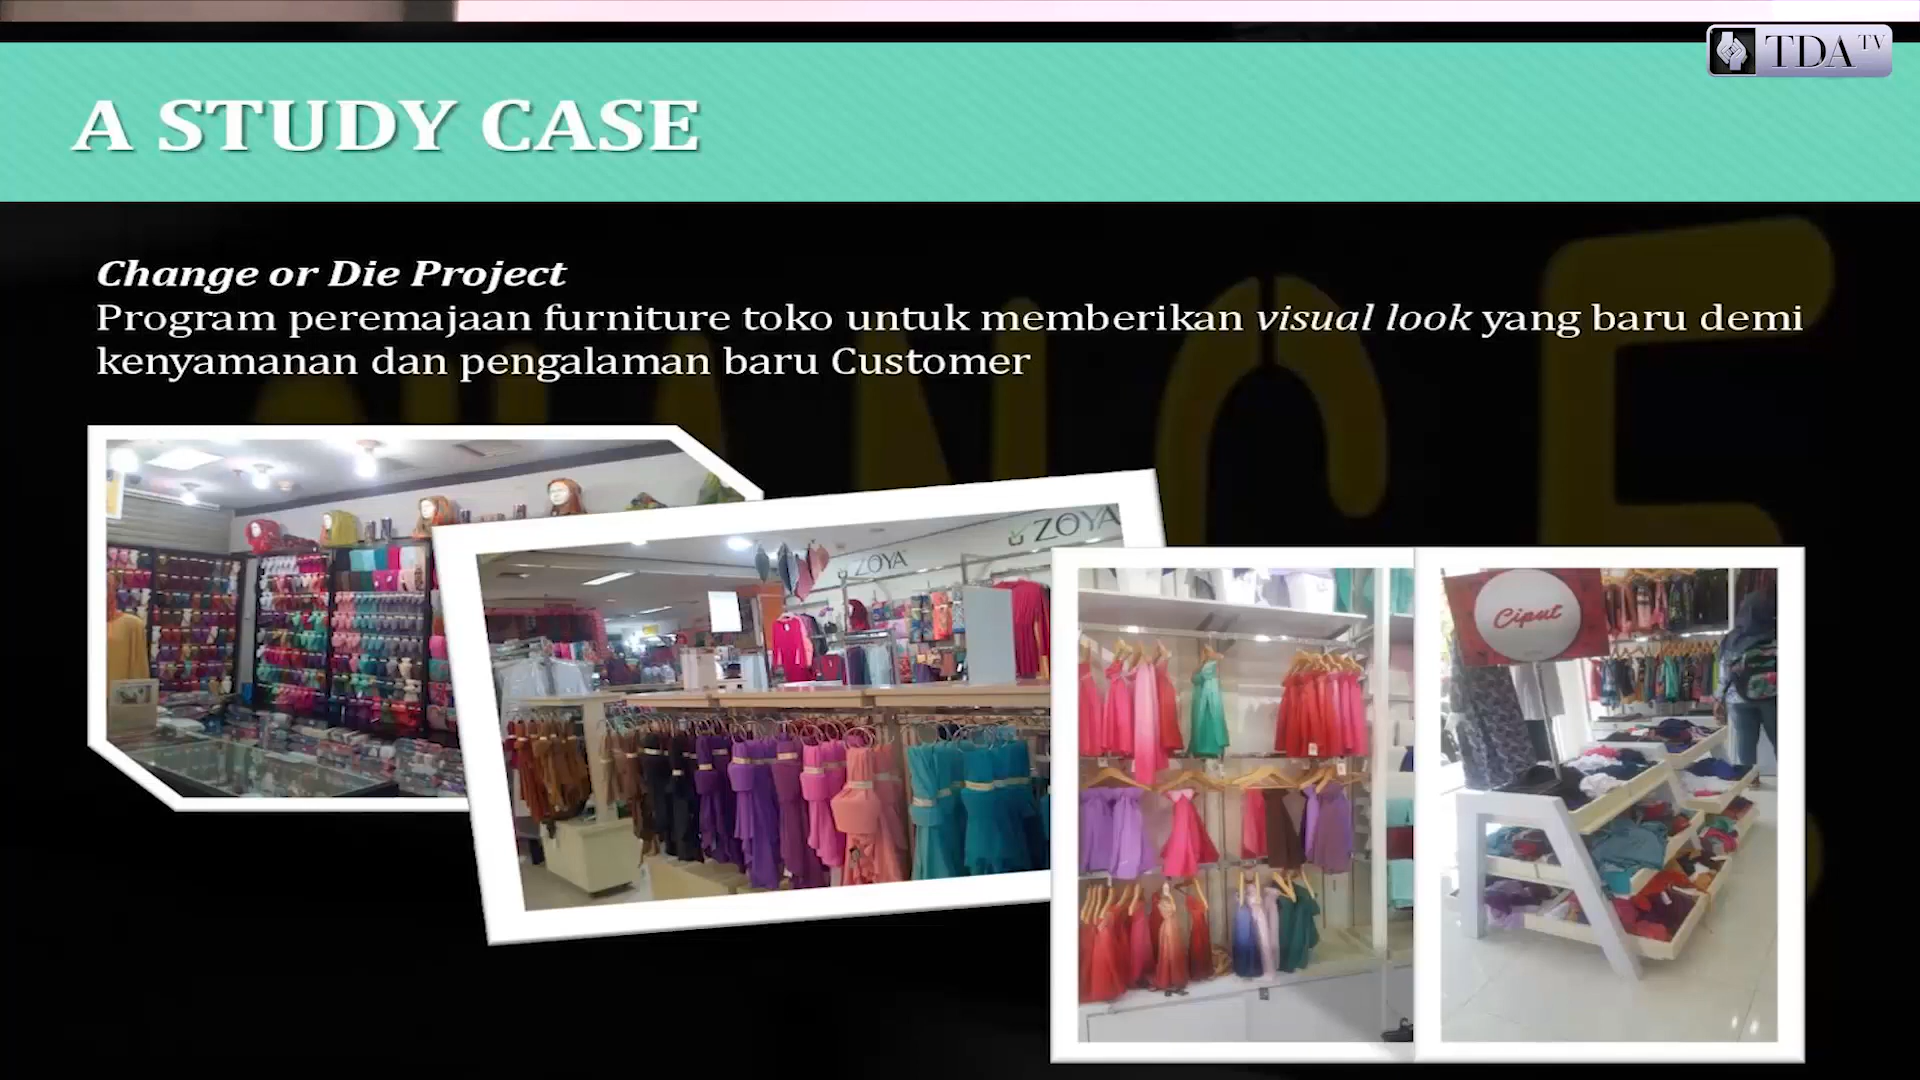 TDA TV
A STUDY CASE
Change or Die Project
Program peremajaan furniture toko untuk memberikan visual look yang baru demi
kenyamanan dan pengalaman baru Customer
ZOYA
ZOYA
Ciput